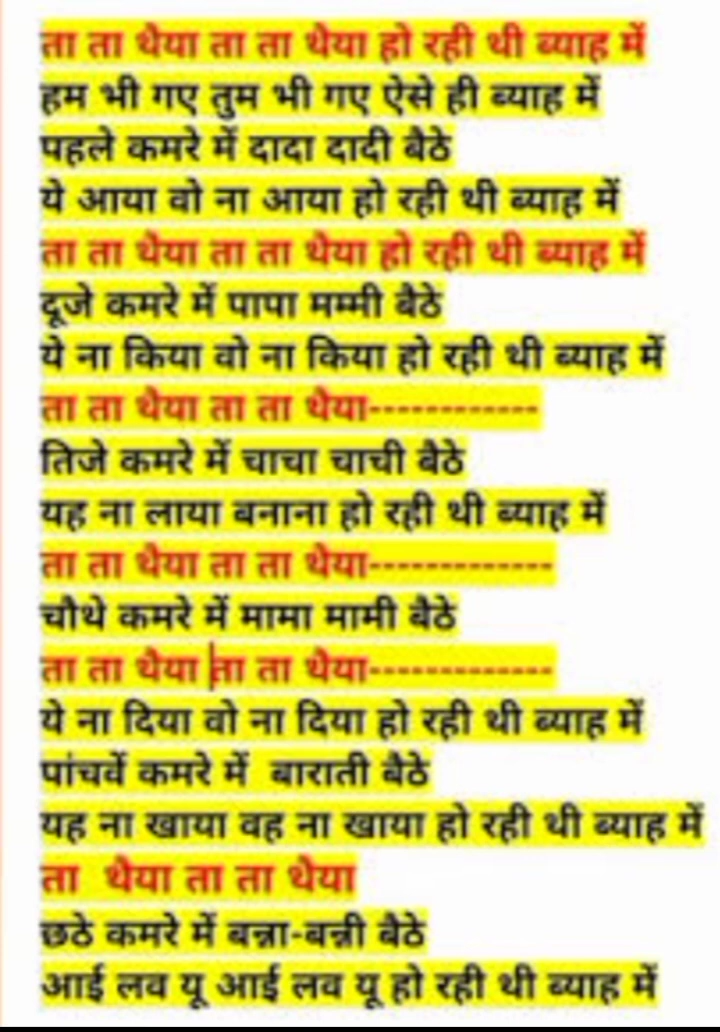 ता ता थैया ता ता थैया हो रही थी ब्याह में
हम भी गए तुम भी गए ऐसे ही ब्याह में
पहले कमरे में दादा दादी बैठे
ये आया वो ना आया हो रही थी ब्याह में
ता ता थैया ता ता थैया हो रही थी ब्याह में
दूजे कमरे में पापा मम्मी बैठे
ये ना किया वो ना किया हो रही थी ब्याह में
ता ता थैया ता ता थैया------------
तिजे कमरे में चाचा चाची बैठे
यह ना लाया बनाना हो रही थी ब्याह में
ता ता थैया ता ता थैया-------------
चौथे कमरे में मामा मामी बैठे
ता ता थैया ता ता थैया-------------
ये ना दिया वो ना दिया हो रही थी ब्याह में
पांचवें कमरे में  बाराती बैठे
यह ना खाया वह ना खाया हो रही थी ब्याह में
ता  थैया ता ता थैया
छठे कमरे में बन्ना-बन्नी बैठे
आई लव यू आई लव यू हो रही थी ब्याह में